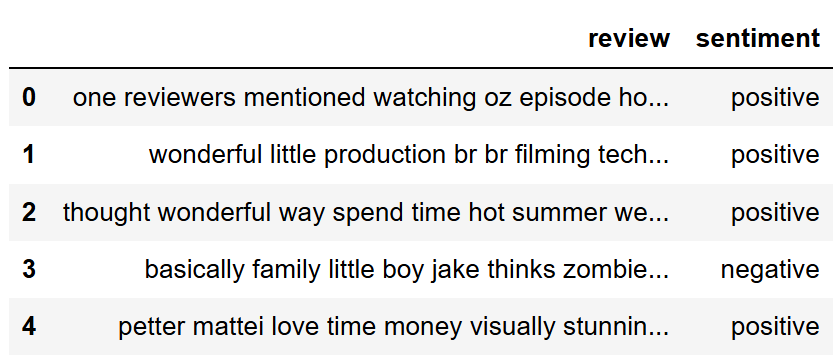 review sentiment
0 one reviewers mentioned watching oz episode ho... positive
1 wonderful little production br br filming tech... positive
2 thought wonderful way spend time hot summer we... positive
3 basically family little boy jake thinks zombie... negative
4 petter mattei love time money visually stunnin... positive